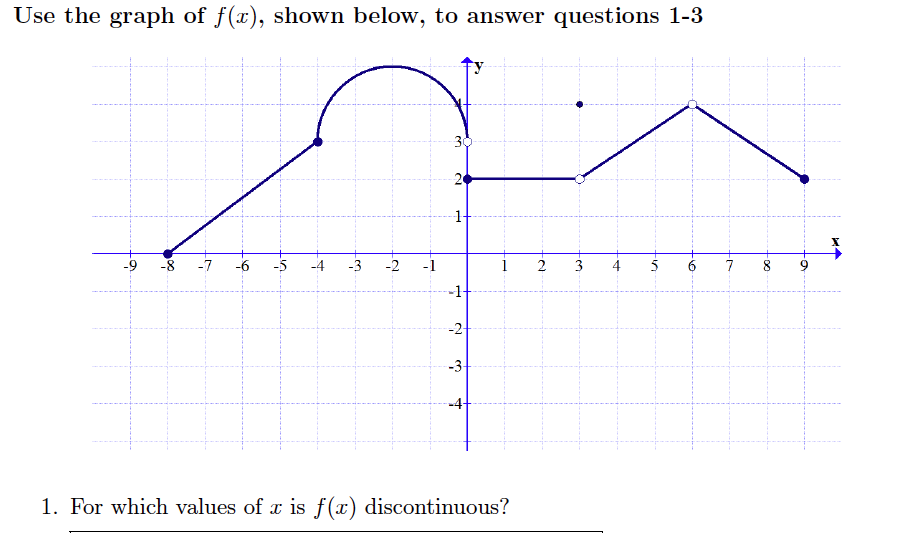 Use the graph of f(x), shown below, to answer questions 1-3
y
4
3
2
1
x
-9 -8 -7 -6 -5 -4 -3 -2 -1 1 2 3 4 5 6 7 8 9
-1
-2
-3
-4
1. For which values of x is f(x) discontinuous?